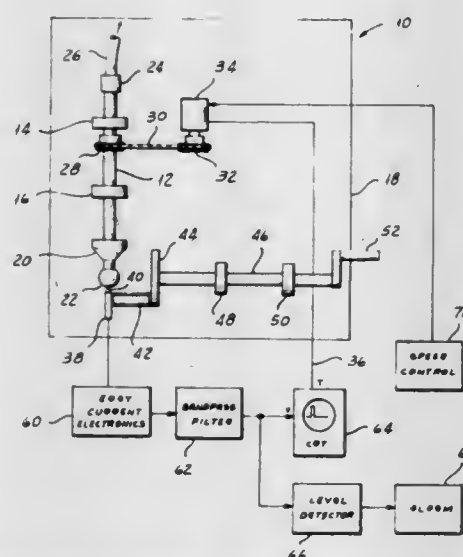 10
26
24
34
14
30
28
12
32
18
16
44
46
52
20
22
40
48
50
38
42
36
T
SPEED
CONTROL
EDDY
CURRENT
ELECTRONICS
BANDPASS
FILTER
V
CRT
60
62
64
LEVEL
DETECTOR
66